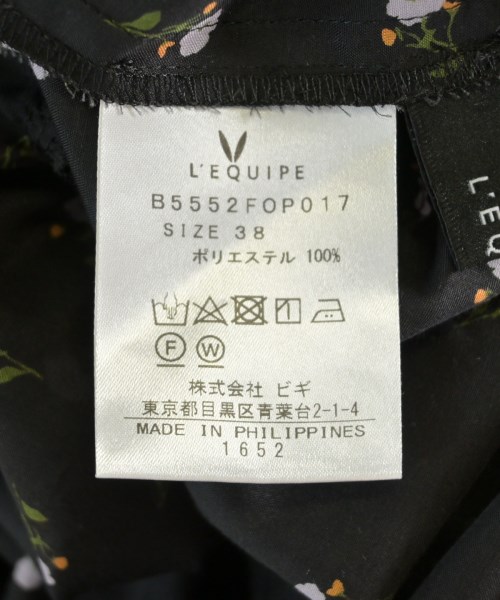 L'EQUIPE
B5552FOP017
SIZE 38
ポリエステル 100%
F W
株式会社 ビギ
東京都目黒区青葉台2-1-4
MADE IN PHILIPPINES
1652
L'E